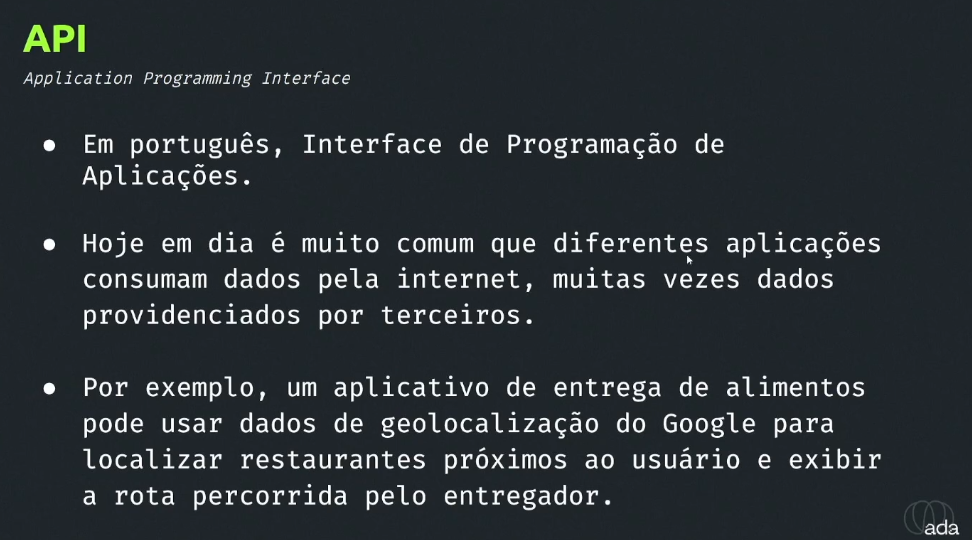 API
Application Programming Interface
● Em português, Interface de Programação de
Aplicações.
● Hoje em dia é muito comum que diferentes aplicações
consumam dados pela internet, muitas vezes dados
providenciados por terceiros.
● Por exemplo, um aplicativo de entrega de alimentos
pode usar dados de geolocalização do Google para
localizar restaurantes próximos ao usuário e exibir
a rota percorrida pelo entregador.
ada